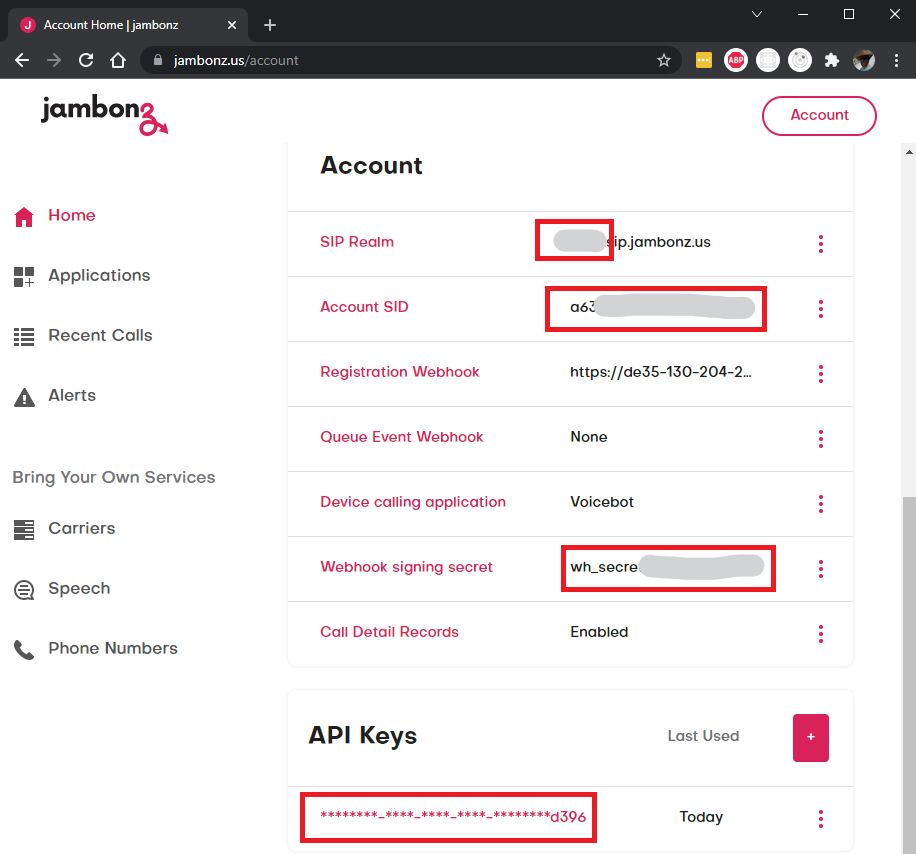 Account Home | jambonz
jambonz.us/account
ABP
jambonz
Account
Home
Applications
Recent Calls
Alerts
Bring Your Own Services
Carriers
Speech
Phone Numbers
Account
SIP Realm sip.jambonz.us
Account SID a63
Registration Webhook https://de35-130-204-2...
Queue Event Webhook None
Device calling application Voicebot
Webhook signing secret wh_secre
Call Detail Records Enabled
API Keys Last Used +
********-****-****-****-********d396 Today